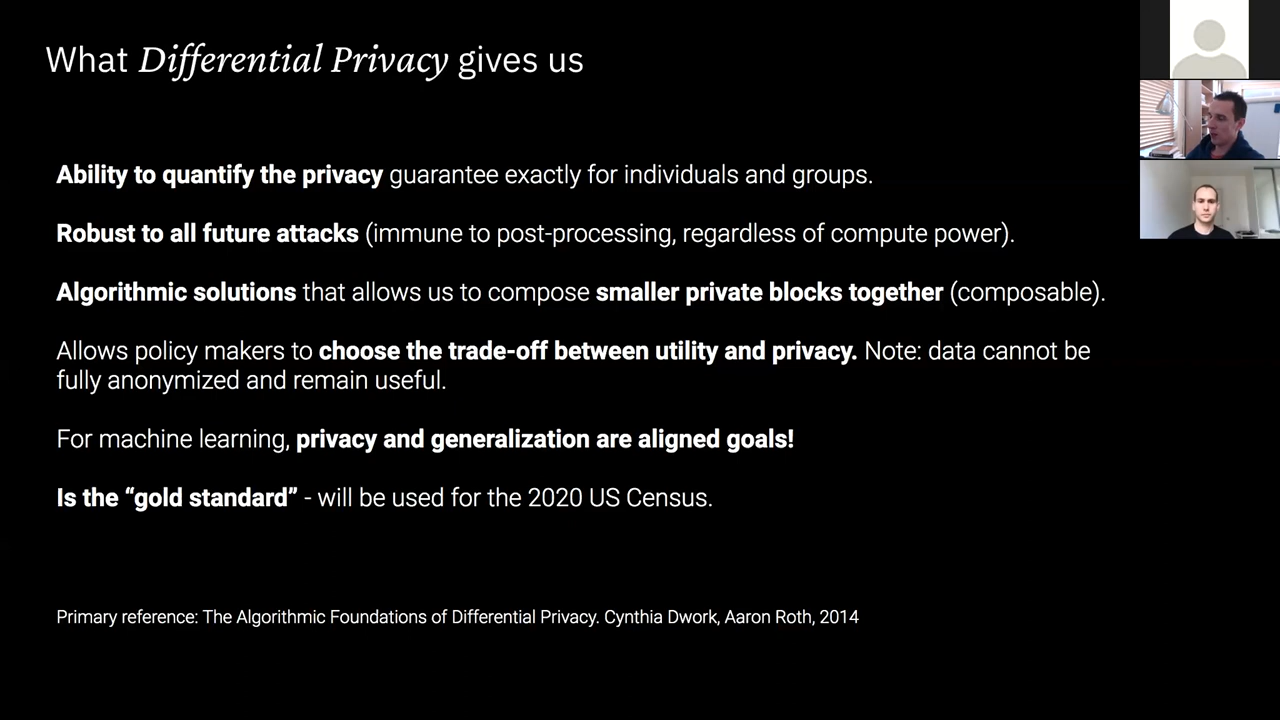 What Differential Privacy gives us
Ability to quantify the privacy guarantee exactly for individuals and groups.
Robust to all future attacks (immune to post-processing, regardless of compute power).
Algorithmic solutions that allows us to compose smaller private blocks together (composable).
Allows policy makers to choose the trade-off between utility and privacy. Note: data cannot be
fully anonymized and remain useful.
For machine learning, privacy and generalization are aligned goals!
Is the “gold standard” - will be used for the 2020 US Census.
Primary reference: The Algorithmic Foundations of Differential Privacy. Cynthia Dwork, Aaron Roth, 2014